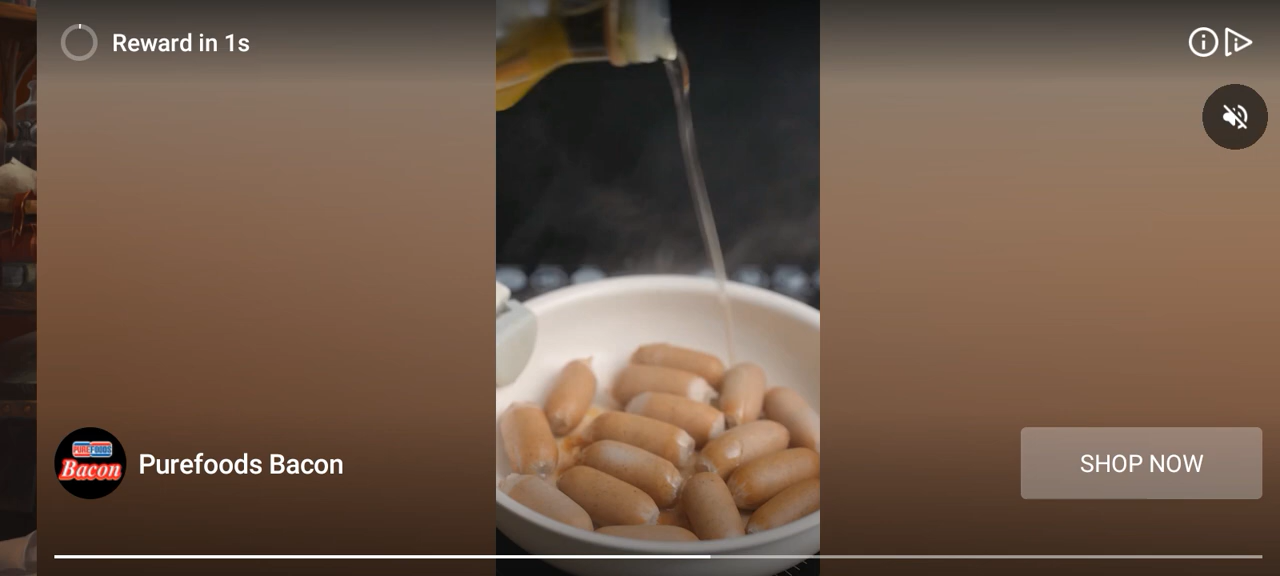 Reward in 1s
PUREFOODS
Bacon
Purefoods Bacon
SHOP NOW